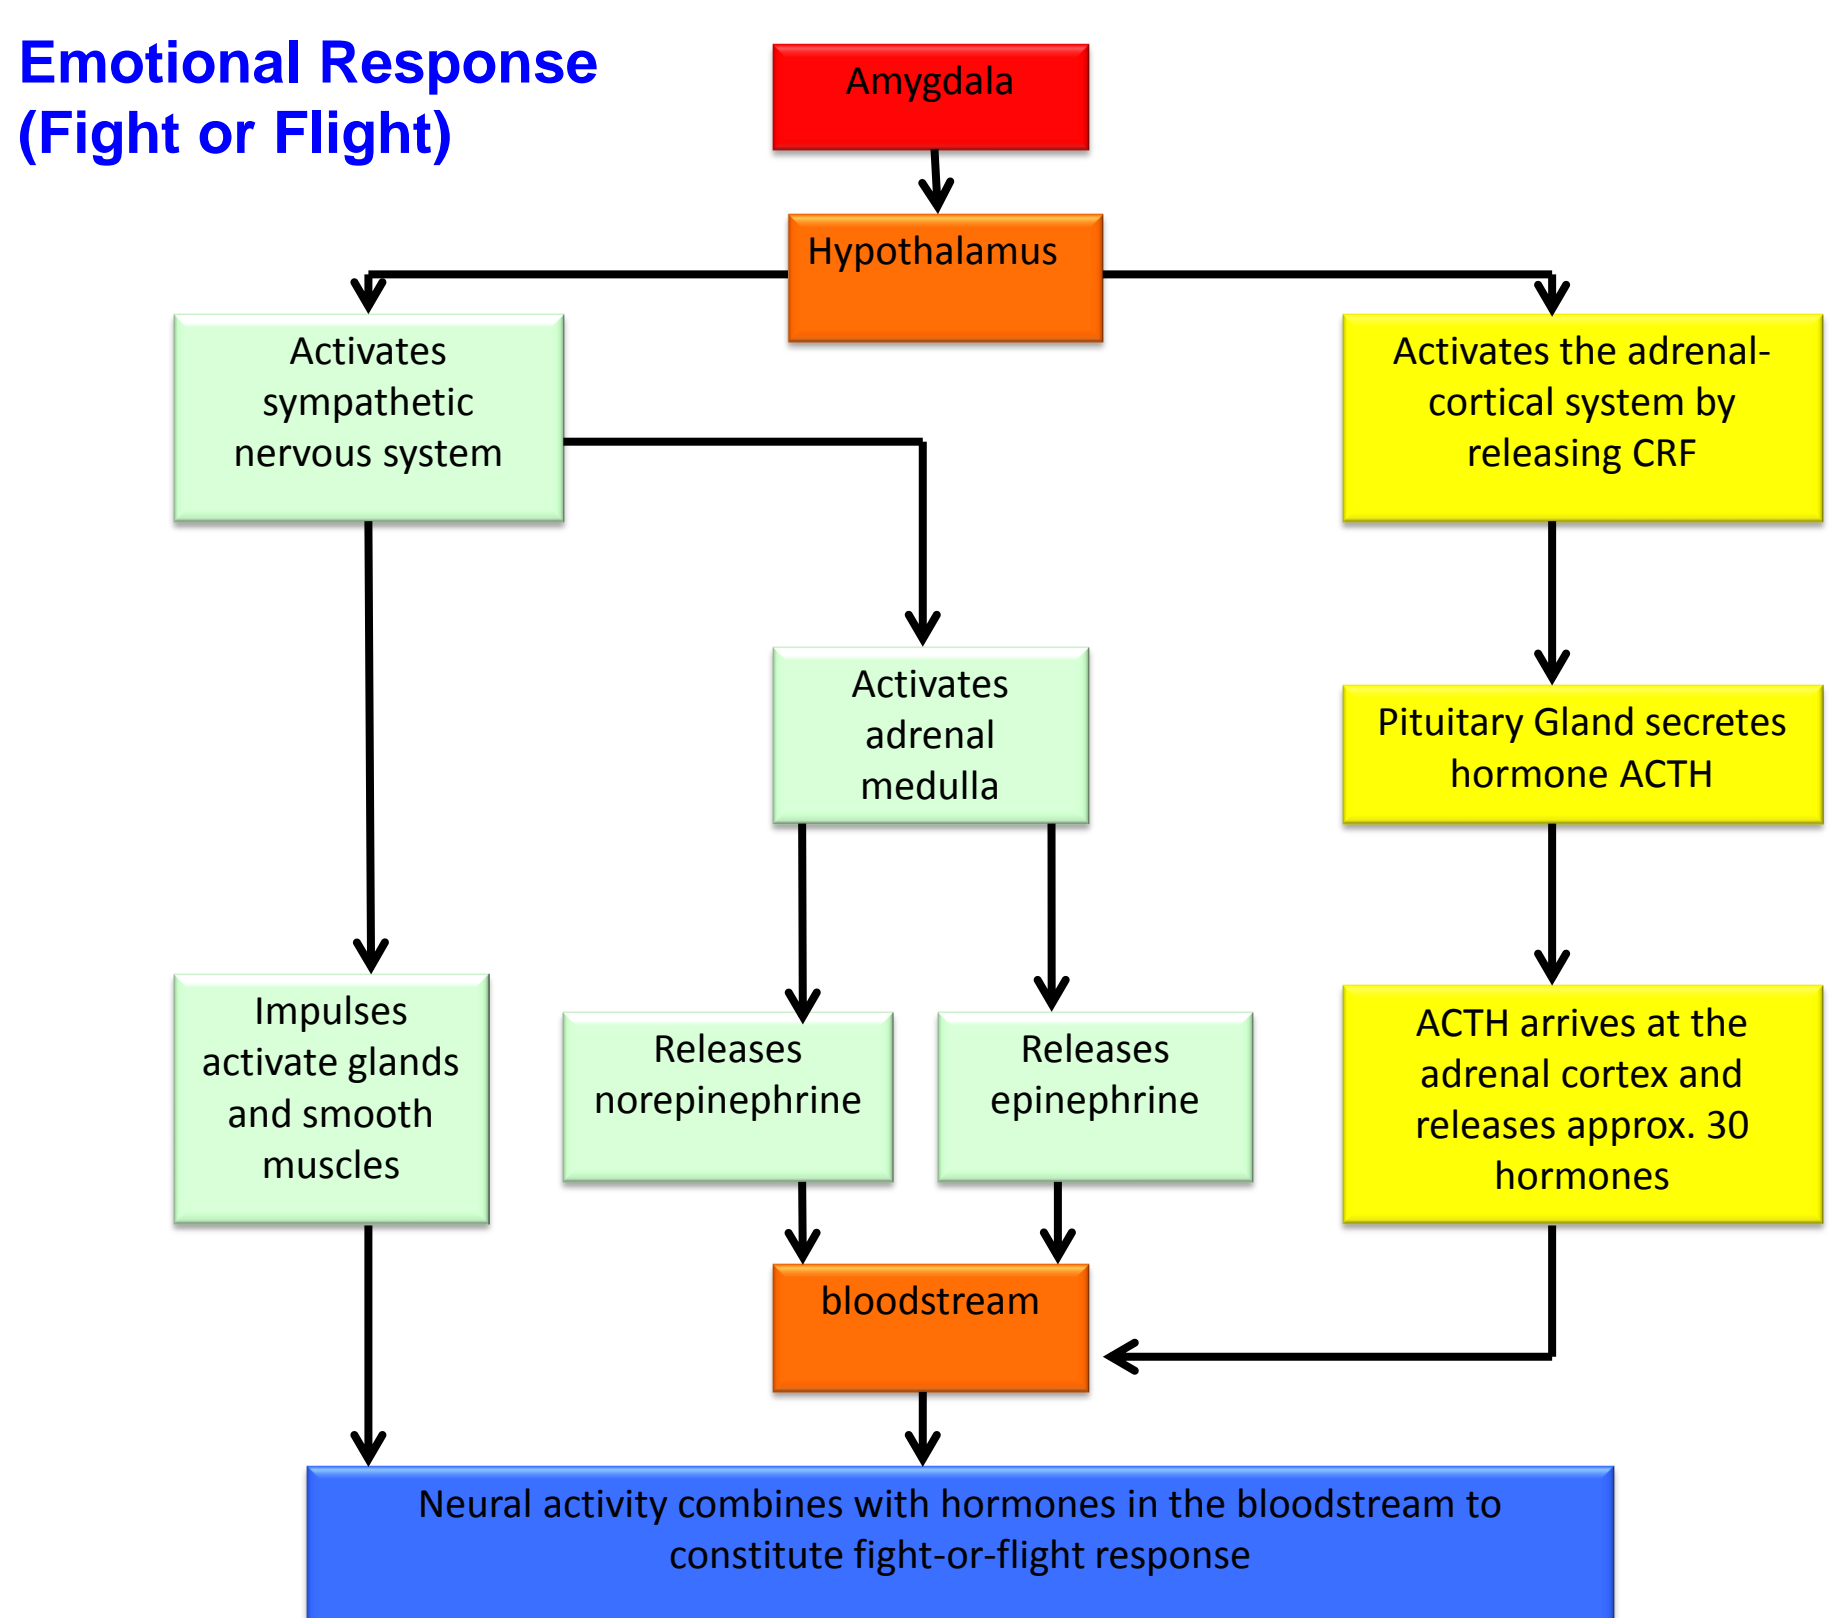 Emotional Response
(Fight or Flight)
Amygdala
Hypothalamus
Activates
sympathetic
nervous system
Activates the adrenal-
cortical system by
releasing CRF
Activates
adrenal
medulla
Pituitary Gland secretes
hormone ACTH
Impulses
activate glands
and smooth
muscles
Releases
norepinephrine
Releases
epinephrine
ACTH arrives at the
adrenal cortex and
releases approx. 30
hormones
bloodstream
Neural activity combines with hormones in the bloodstream to
constitute fight-or-flight response